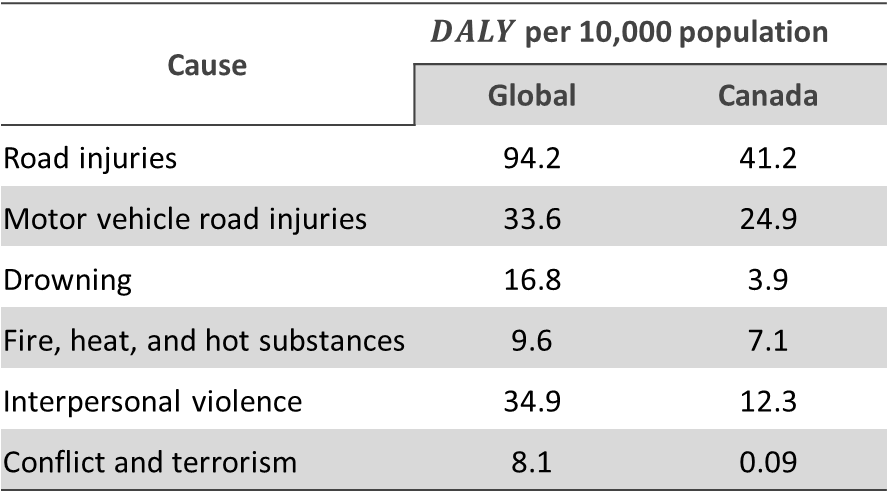 DALY per 10,000 population
Cause
Global Canada
Road injuries 94.2 41.2
Motor vehicle road injuries 33.6 24.9
Drowning 16.8 3.9
Fire, heat, and hot substances 9.6 7.1
Interpersonal violence 34.9 12.3
Conflict and terrorism 8.1 0.09